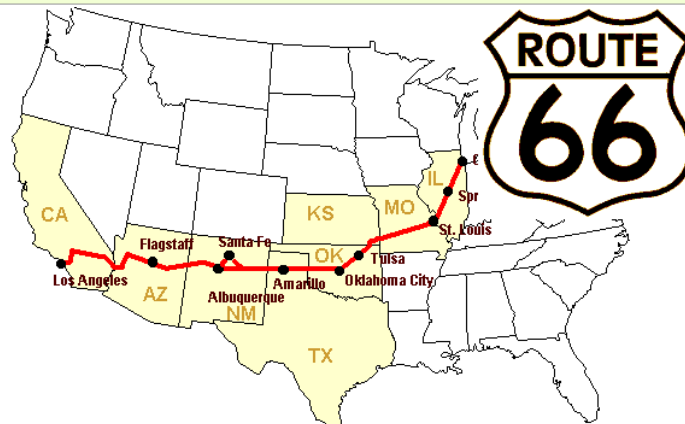 ROUTE
66
IL
Spr
KS
MO
CA
St. Louis
Flagstaff
Santa Fe
OK
Tulsa
Los Angeles
Amarillo
Oklahoma City
AZ
Albuquerque
NM
TX